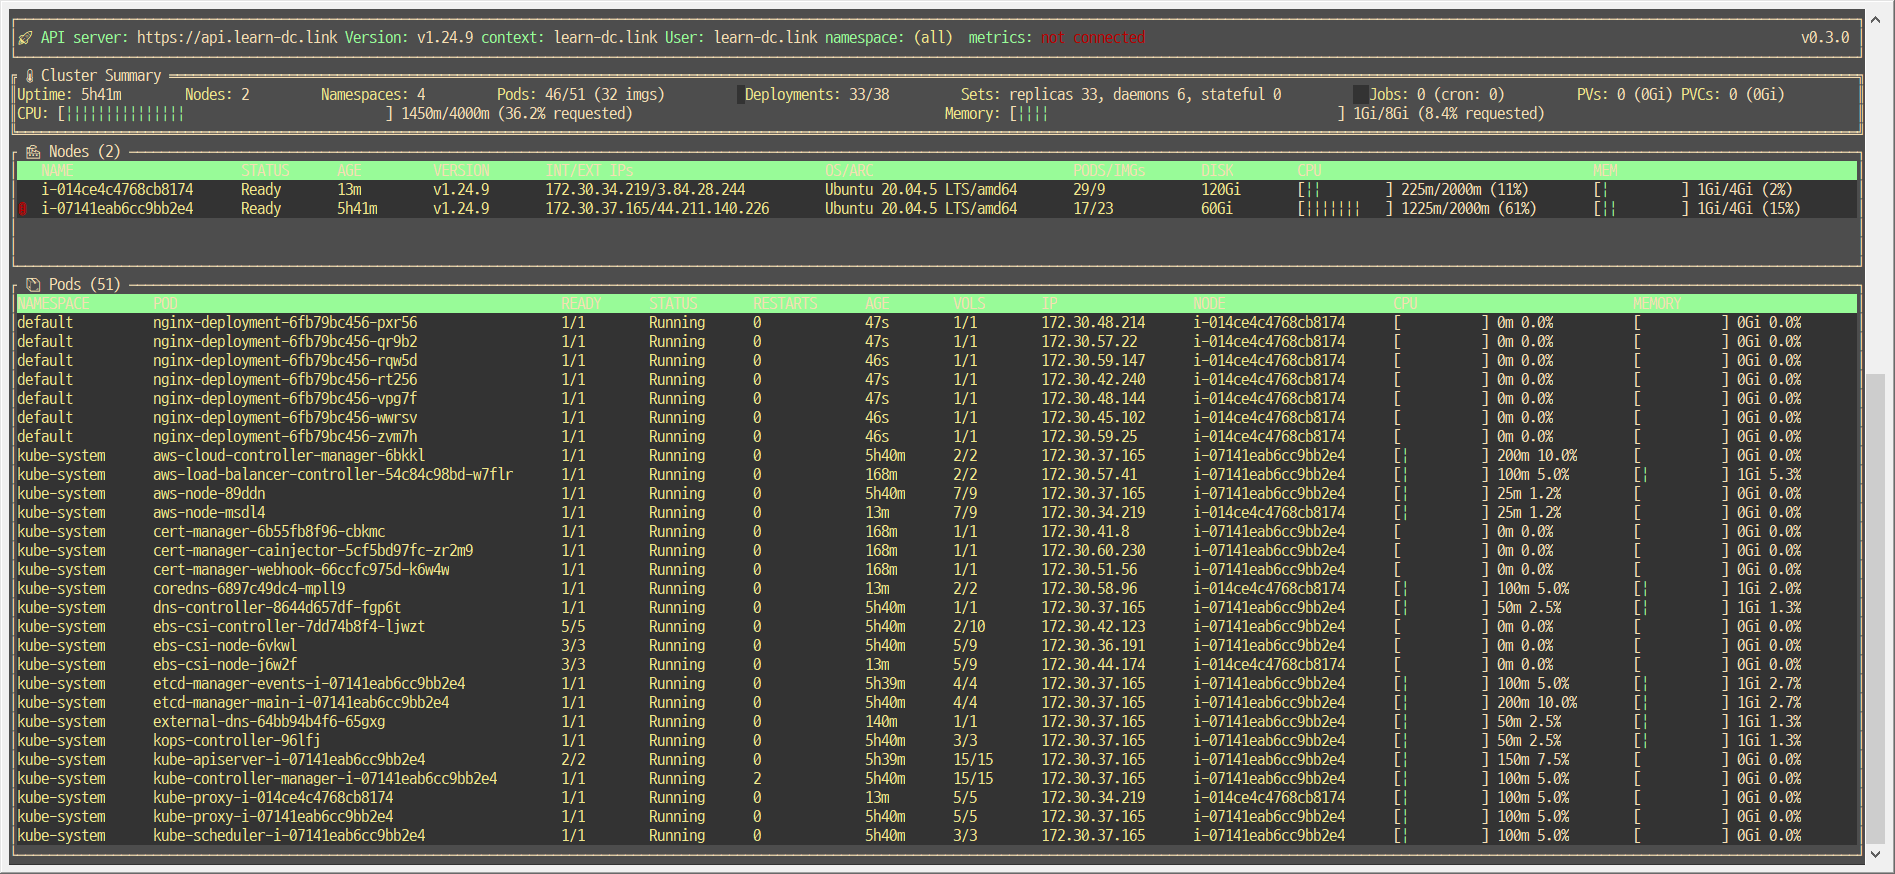 API server: https://api.learn-dc.link Version: v1.24.9 context: learn-dc.link User: learn-dc.link namespace: (all) metrics: not connected v0.3.0
Cluster Summary
Uptime: 5h41m Nodes: 2 Namespaces: 4 Pods: 46/51 (32 imgs) Deployments: 33/38 Sets: replicas 33, daemons 6, stateful 0 Jobs: 0 (cron: 0) PVs: 0 (0Gi) PVCs: 0 (0Gi)
CPU: [¦¦¦¦¦¦¦¦¦¦¦¦¦¦¦ ] 1450m/4000m (36.2% requested) Memory: [¦¦¦¦ ] 1Gi/8Gi (8.4% requested)
Nodes (2)
NAME STATUS AGE VERSION INT/EXT IPs OS/ARC PODS/IMGs DISK CPU MEM
i-014ce4c4768cb8174 Ready 13m v1.24.9 172.30.34.219/3.84.28.244 Ubuntu 20.04.5 LTS/amd64 29/9 120Gi [¦¦ ] 225m/2000m (11%) [¦ ] 1Gi/4Gi (2%)
i-07141eab6cc9bb2e4 Ready 5h41m v1.24.9 172.30.37.165/44.211.140.226 Ubuntu 20.04.5 LTS/amd64 17/23 60Gi [¦¦¦¦¦¦¦ ] 1225m/2000m (61%) [¦¦ ] 1Gi/4Gi (15%)
Pods (51)
NAMESPACE POD READY STATUS RESTARTS AGE VOLS IP NODE CPU MEMORY
default nginx-deployment-6fb79bc456-pxr56 1/1 Running 0 47s 1/1 172.30.48.214 i-014ce4c4768cb8174 [ ] 0m 0.0% [ ] 0Gi 0.0%
default nginx-deployment-6fb79bc456-qr9b2 1/1 Running 0 47s 1/1 172.30.57.22 i-014ce4c4768cb8174 [ ] 0m 0.0% [ ] 0Gi 0.0%
default nginx-deployment-6fb79bc456-rqw5d 1/1 Running 0 46s 1/1 172.30.59.147 i-014ce4c4768cb8174 [ ] 0m 0.0% [ ] 0Gi 0.0%
default nginx-deployment-6fb79bc456-rt256 1/1 Running 0 47s 1/1 172.30.42.240 i-014ce4c4768cb8174 [ ] 0m 0.0% [ ] 0Gi 0.0%
default nginx-deployment-6fb79bc456-vpg7f 1/1 Running 0 47s 1/1 172.30.48.144 i-014ce4c4768cb8174 [ ] 0m 0.0% [ ] 0Gi 0.0%
default nginx-deployment-6fb79bc456-wwrsv 1/1 Running 0 46s 1/1 172.30.45.102 i-014ce4c4768cb8174 [ ] 0m 0.0% [ ] 0Gi 0.0%
default nginx-deployment-6fb79bc456-zvm7h 1/1 Running 0 46s 1/1 172.30.59.25 i-014ce4c4768cb8174 [ ] 0m 0.0% [ ] 0Gi 0.0%
kube-system aws-cloud-controller-manager-6bkkl 1/1 Running 0 5h40m 2/2 172.30.37.165 i-07141eab6cc9bb2e4 [¦ ] 200m 10.0% [ ] 0Gi 0.0%
kube-system aws-load-balancer-controller-54c84c98bd-w7flr 1/1 Running 0 168m 2/2 172.30.57.41 i-07141eab6cc9bb2e4 [¦ ] 100m 5.0% [¦ ] 1Gi 5.3%
kube-system aws-node-89ddn 1/1 Running 0 5h40m 7/9 172.30.37.165 i-07141eab6cc9bb2e4 [¦ ] 25m 1.2% [ ] 0Gi 0.0%
kube-system aws-node-msdl4 1/1 Running 0 13m 7/9 172.30.34.219 i-014ce4c4768cb8174 [¦ ] 25m 1.2% [ ] 0Gi 0.0%
kube-system cert-manager-6b55fb8f96-cbkmc 1/1 Running 0 168m 1/1 172.30.41.8 i-07141eab6cc9bb2e4 [ ] 0m 0.0% [ ] 0Gi 0.0%
kube-system cert-manager-cainjector-5cf5bd97fc-zr2m9 1/1 Running 0 168m 1/1 172.30.60.230 i-07141eab6cc9bb2e4 [ ] 0m 0.0% [ ] 0Gi 0.0%
kube-system cert-manager-webhook-66ccfc975d-k6w4w 1/1 Running 0 168m 1/1 172.30.51.56 i-07141eab6cc9bb2e4 [ ] 0m 0.0% [ ] 0Gi 0.0%
kube-system coredns-6897c49dc4-mpll9 1/1 Running 0 13m 2/2 172.30.58.96 i-014ce4c4768cb8174 [¦ ] 100m 5.0% [¦ ] 1Gi 2.0%
kube-system dns-controller-8644d657df-fgp6t 1/1 Running 0 5h40m 1/1 172.30.37.165 i-07141eab6cc9bb2e4 [¦ ] 50m 2.5% [¦ ] 1Gi 1.3%
kube-system ebs-csi-controller-7dd74b8f4-ljwzt 5/5 Running 0 5h40m 2/10 172.30.42.123 i-07141eab6cc9bb2e4 [ ] 0m 0.0% [ ] 0Gi 0.0%
kube-system ebs-csi-node-6vkwl 3/3 Running 0 5h40m 5/9 172.30.36.191 i-07141eab6cc9bb2e4 [ ] 0m 0.0% [ ] 0Gi 0.0%
kube-system ebs-csi-node-j6w2f 3/3 Running 0 13m 5/9 172.30.44.174 i-014ce4c4768cb8174 [ ] 0m 0.0% [ ] 0Gi 0.0%
kube-system etcd-manager-events-i-07141eab6cc9bb2e4 1/1 Running 0 5h39m 4/4 172.30.37.165 i-07141eab6cc9bb2e4 [¦ ] 100m 5.0% [¦ ] 1Gi 2.7%
kube-system etcd-manager-main-i-07141eab6cc9bb2e4 1/1 Running 0 5h40m 4/4 172.30.37.165 i-07141eab6cc9bb2e4 [¦ ] 200m 10.0% [¦ ] 1Gi 2.7%
kube-system external-dns-64bb94b4f6-65gxg 1/1 Running 0 140m 1/1 172.30.37.165 i-07141eab6cc9bb2e4 [¦ ] 50m 2.5% [¦ ] 1Gi 1.3%
kube-system kops-controller-96lfj 1/1 Running 0 5h40m 3/3 172.30.37.165 i-07141eab6cc9bb2e4 [¦ ] 50m 2.5% [¦ ] 1Gi 1.3%
kube-system kube-apiserver-i-07141eab6cc9bb2e4 2/2 Running 0 5h39m 15/15 172.30.37.165 i-07141eab6cc9bb2e4 [¦ ] 150m 7.5% [ ] 0Gi 0.0%
kube-system kube-controller-manager-i-07141eab6cc9bb2e4 1/1 Running 2 5h40m 15/15 172.30.37.165 i-07141eab6cc9bb2e4 [¦ ] 100m 5.0% [ ] 0Gi 0.0%
kube-system kube-proxy-i-014ce4c4768cb8174 1/1 Running 0 13m 5/5 172.30.34.219 i-014ce4c4768cb8174 [¦ ] 100m 5.0% [ ] 0Gi 0.0%
kube-system kube-proxy-i-07141eab6cc9bb2e4 1/1 Running 0 5h40m 5/5 172.30.37.165 i-07141eab6cc9bb2e4 [¦ ] 100m 5.0% [ ] 0Gi 0.0%
kube-system kube-scheduler-i-07141eab6cc9bb2e4 1/1 Running 0 5h40m 3/3 172.30.37.165 i-07141eab6cc9bb2e4 [¦ ] 100m 5.0% [ ] 0Gi 0.0%